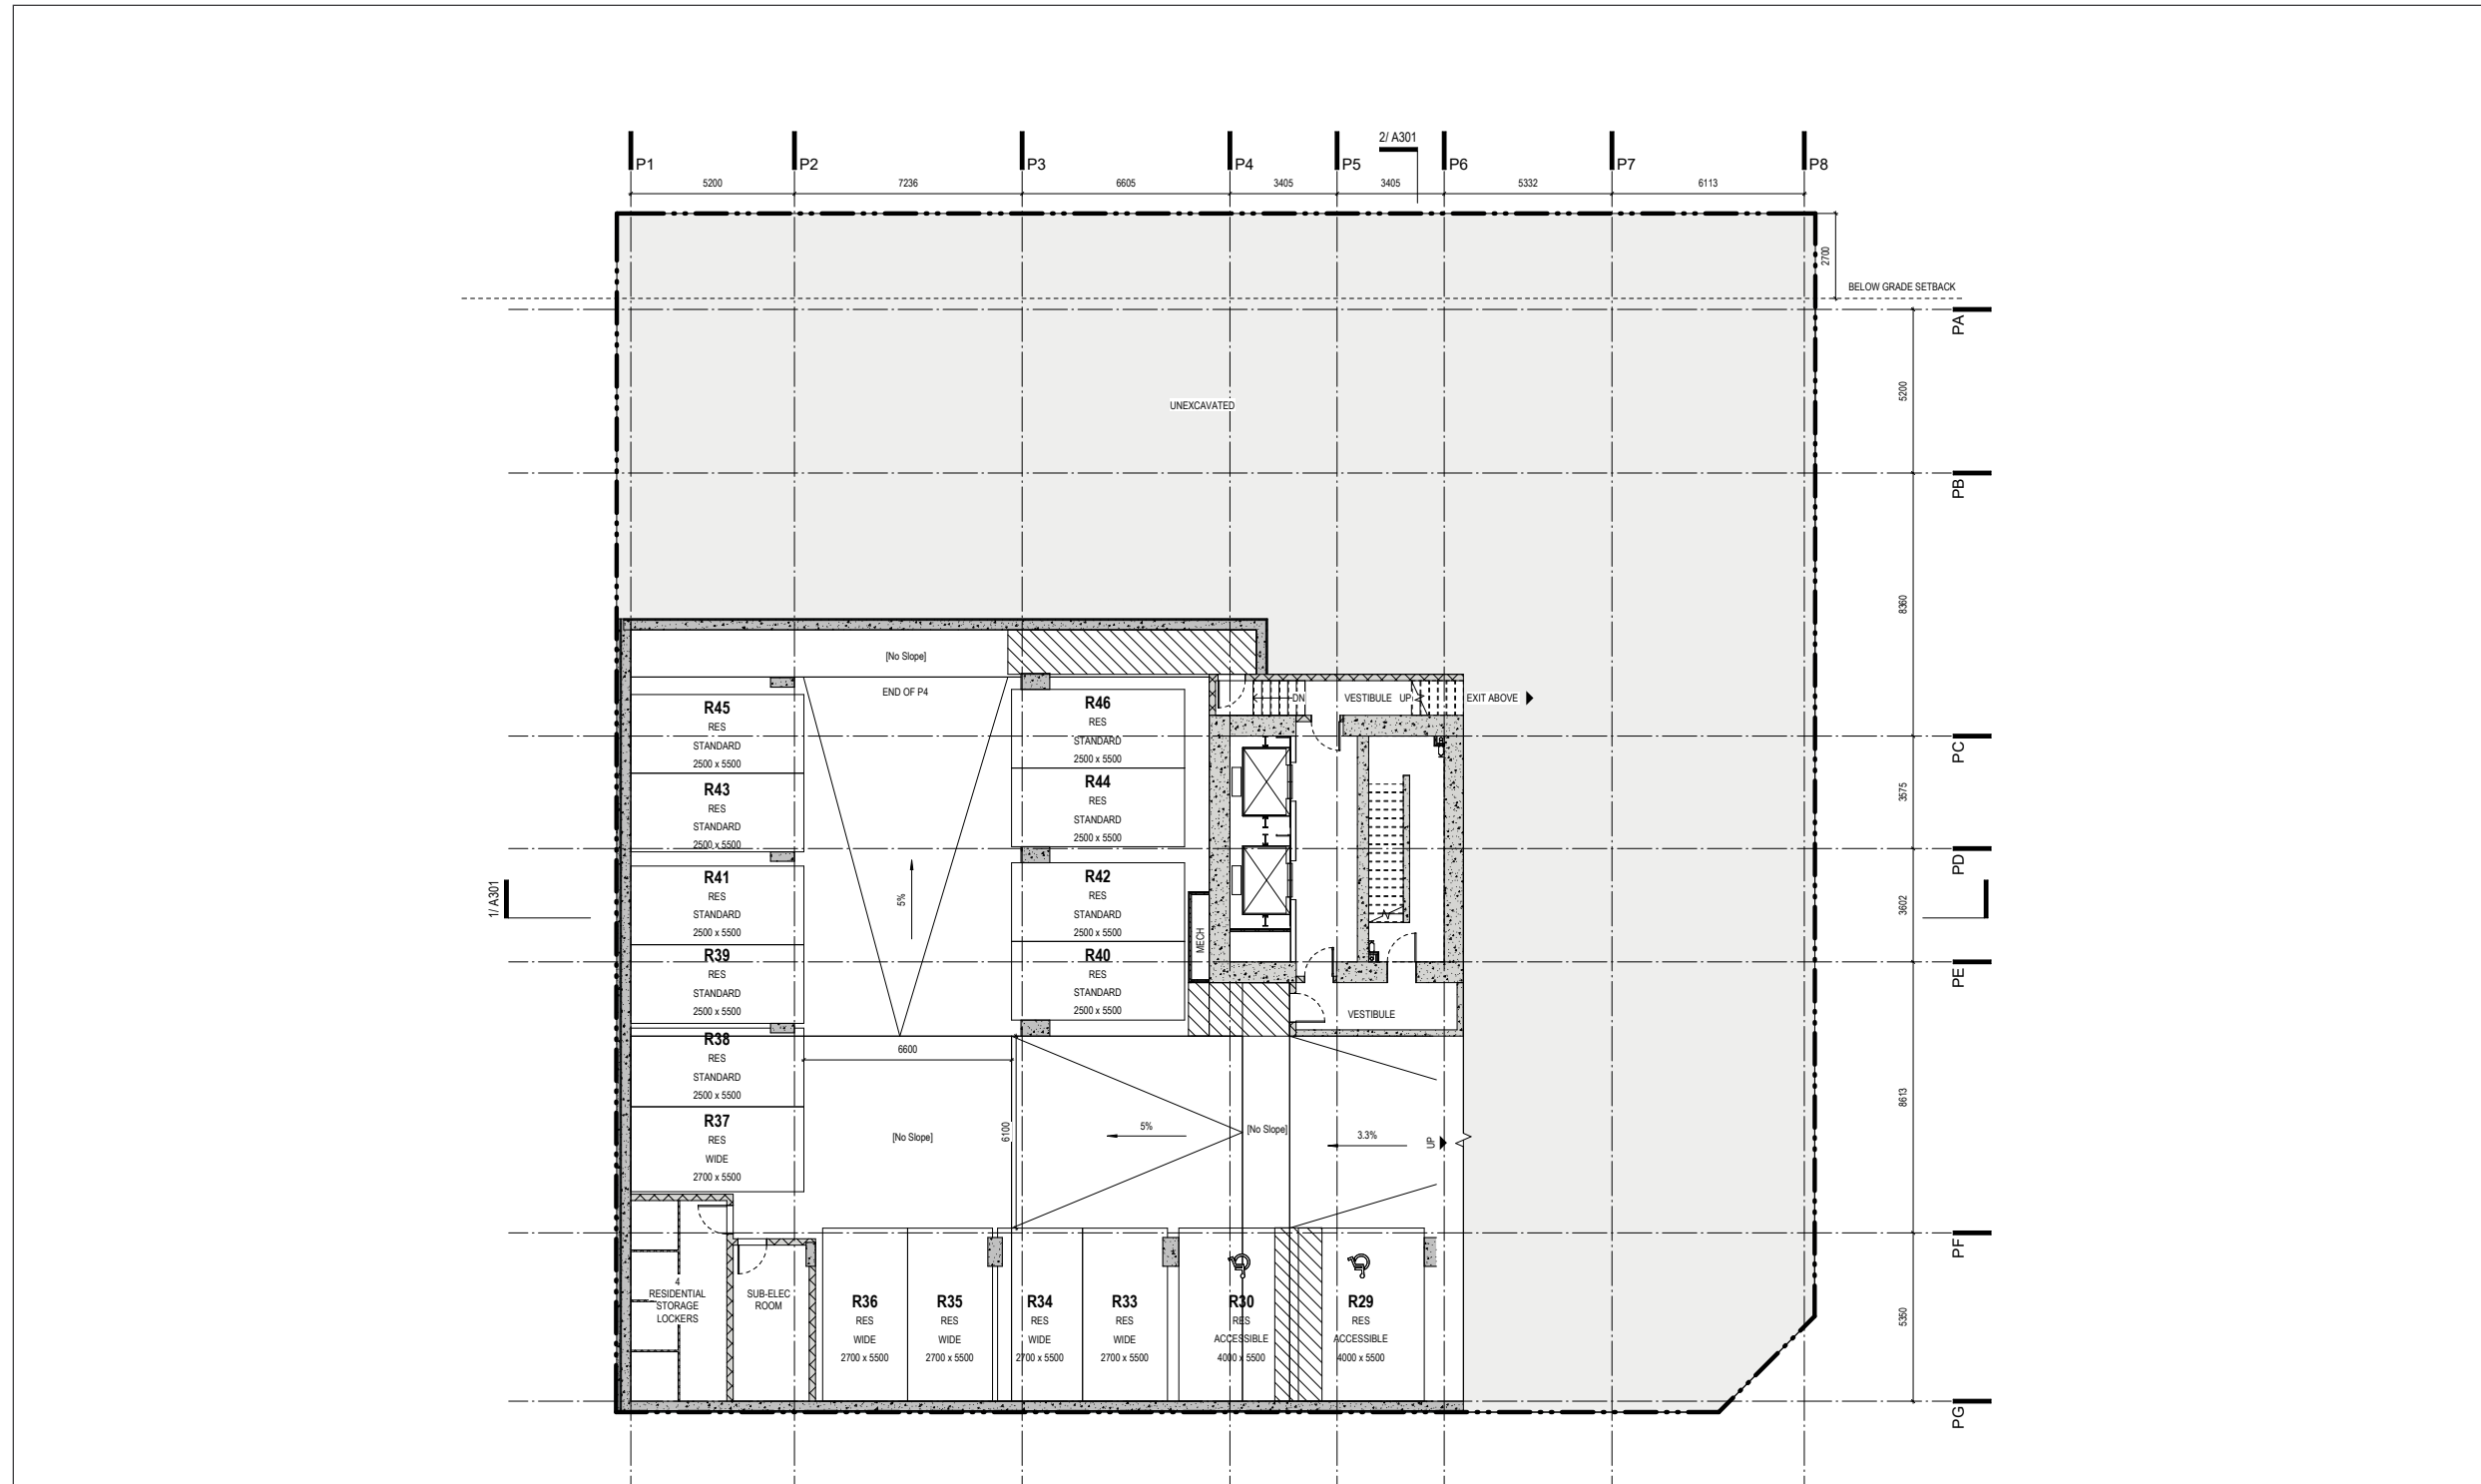 2/ A301
P1
P2
P3
P4
P5
P6
P7
P8
5200
7236
6605
3405
3405
5332
6113
2700
BELOW GRADE SETBACK
PA
5200
UNEXCAVATED
PB
8360
[No Slope]
END OF P4
R45
RES
STANDARD
2500 x 5500
R46
RES
STANDARD
2500 x 5500
DN
VESTIBULE
UP
EXIT ABOVE
PC
R43
RES
STANDARD
2500 x 5500
R44
RES
STANDARD
2500 x 5500
3575
PD
1/ A301
R41
RES
STANDARD
2500 x 5500
5%
R42
RES
STANDARD
2500 x 5500
3602
MECH
R39
RES
STANDARD
2500 x 5500
R40
RES
STANDARD
2500 x 5500
PE
VESTIBULE
R38
RES
STANDARD
2500 x 5500
6600
8613
R37
RES
WIDE
2700 x 5500
[No Slope]
6100
5%
[No Slope]
3.3%
UP
PF
4
RESIDENTIAL
STORAGE
LOCKERS
SUB-ELEC
ROOM
R36
RES
WIDE
2700 x 5500
R35
RES
WIDE
2700 x 5500
R34
RES
WIDE
2700 x 5500
R33
RES
WIDE
2700 x 5500
R30
RES
ACCESSIBLE
4000 x 5500
R29
RES
ACCESSIBLE
4000 x 5500
5350
PG